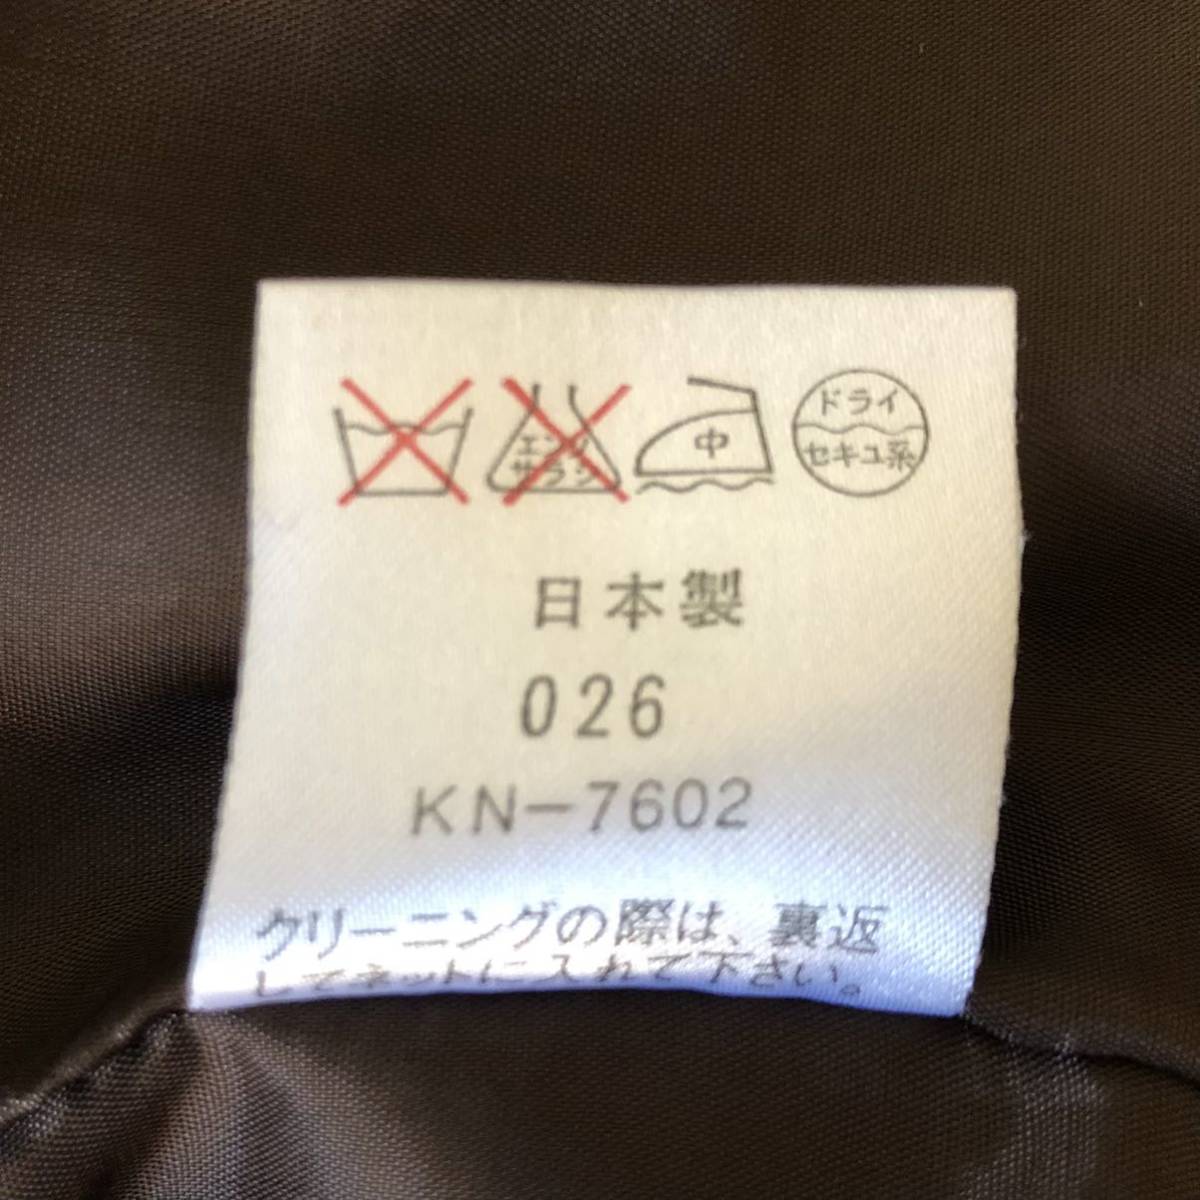 エンソ サラシ 中 ドライ セキユ系
日本製
026
KN-7602
クリーニングの際は、裏返
してネットに入れて下さい。